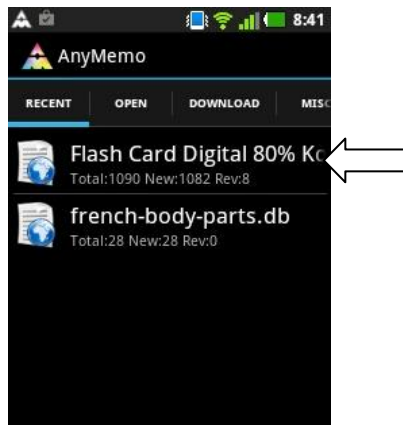 8:41
AnyMemo
RECENT OPEN DOWNLOAD MISC
Flash Card Digital 80%
Total:1090 New:1082 Rev:8
french-body-parts.db
Total:28 New:28 Rev:0